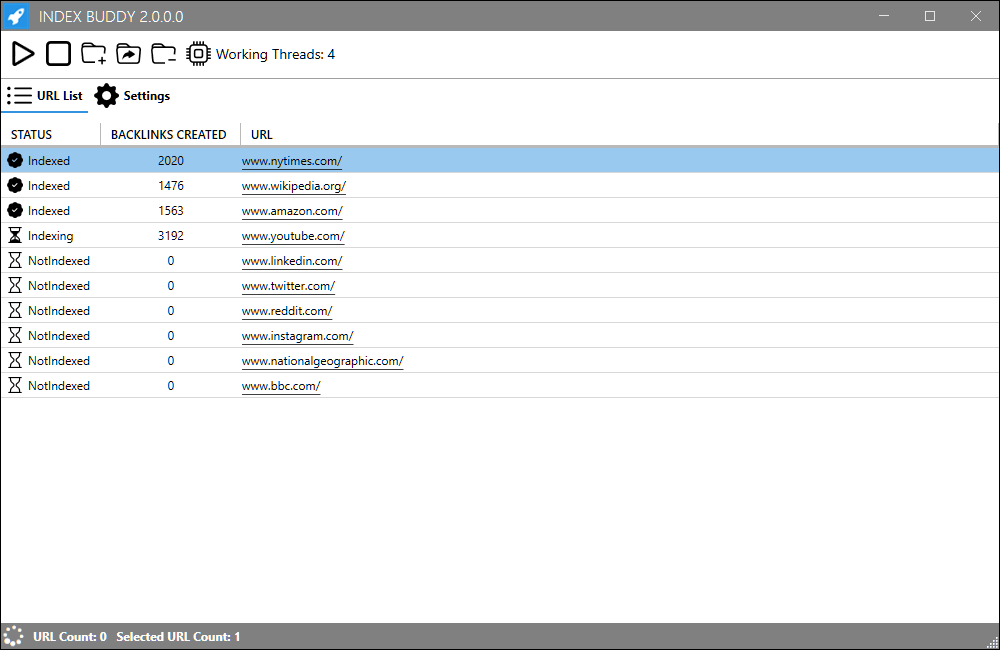 INDEX BUDDY 2.0.0.0
Working Threads: 4
URL List Settings
STATUS BACKLINKS CREATED URL
Indexed 2020 www.nytimes.com/
Indexed 1476 www.wikipedia.org/
Indexed 1563 www.amazon.com/
Indexing 3192 www.youtube.com/
NotIndexed 0 www.linkedin.com/
NotIndexed 0 www.twitter.com/
NotIndexed 0 www.reddit.com/
NotIndexed 0 www.instagram.com/
NotIndexed 0 www.nationalgeographic.com/
NotIndexed 0 www.bbc.com/
URL Count: 0 Selected URL Count: 1